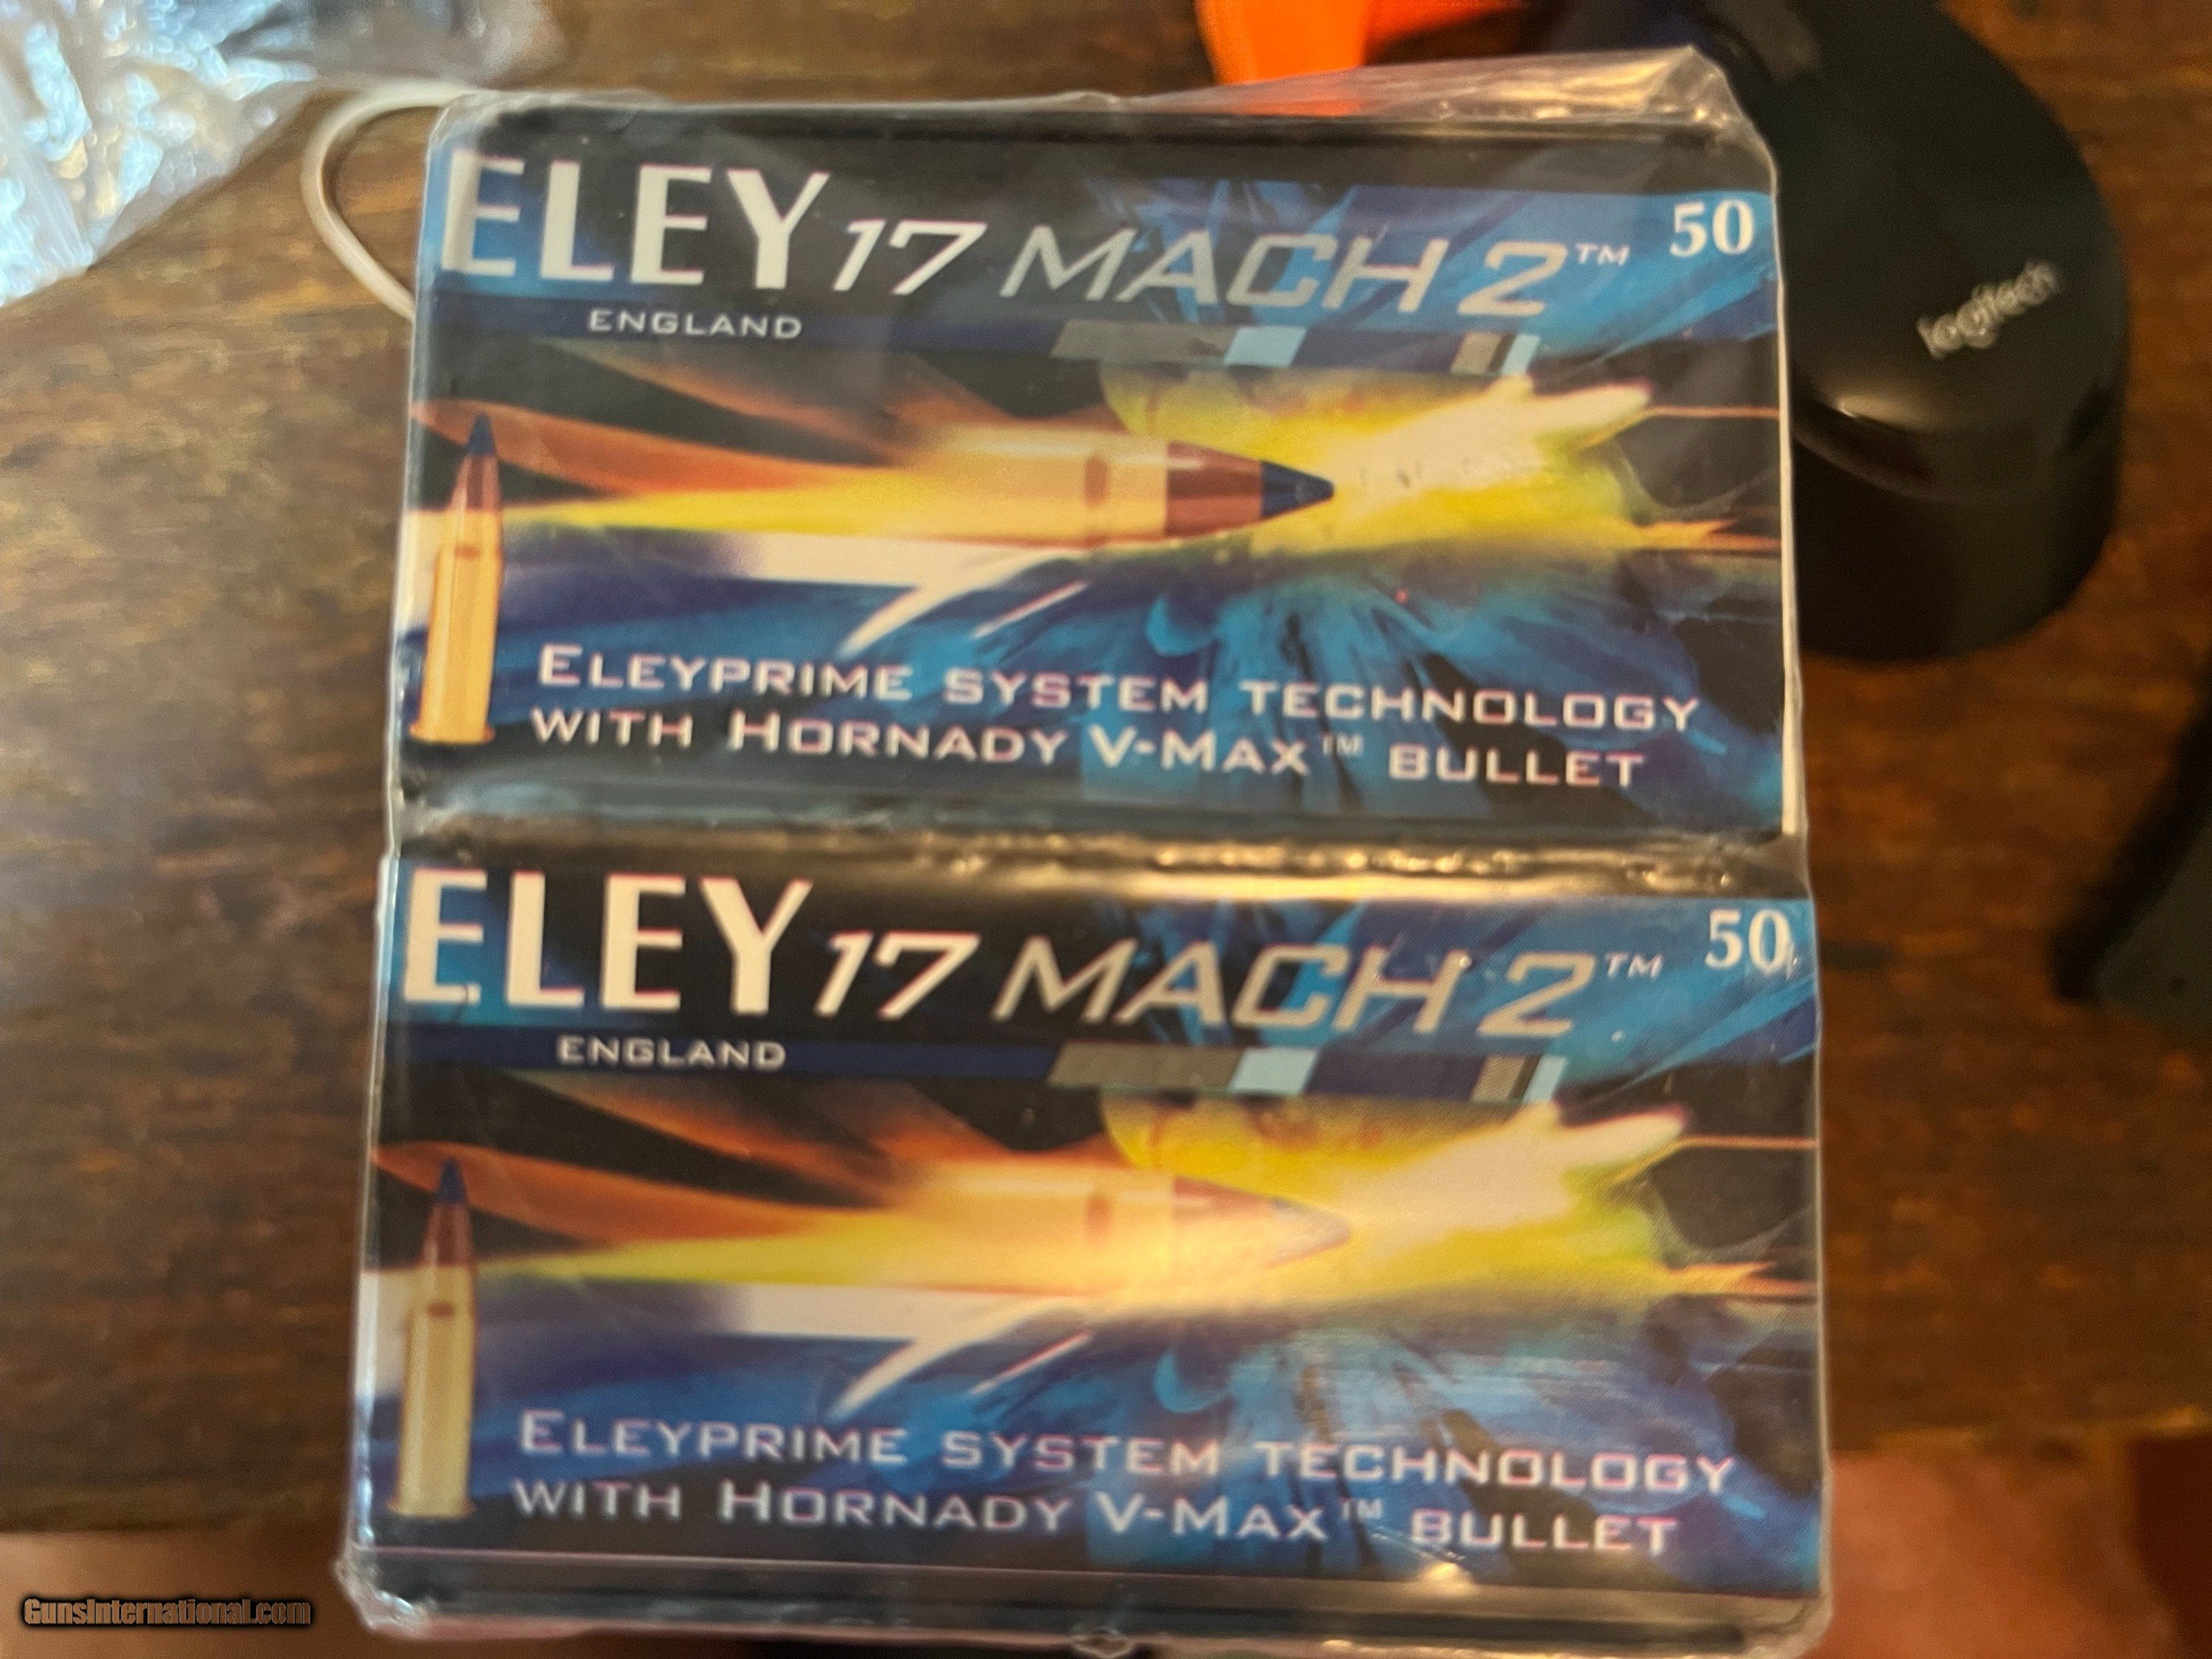 ELEY 17 MACH 2™ 50
ENGLAND
ELEYPRIME SYSTEM TECHNOLOGY
WITH HORNADY V-MAX™ BULLET
logitech
ELEY 17 MACH 2™ 50
ENGLAND
ELEYPRIME SYSTEM TECHNOLOGY
WITH HORNADY V-MAX™ BULLET
GunsInternational.com